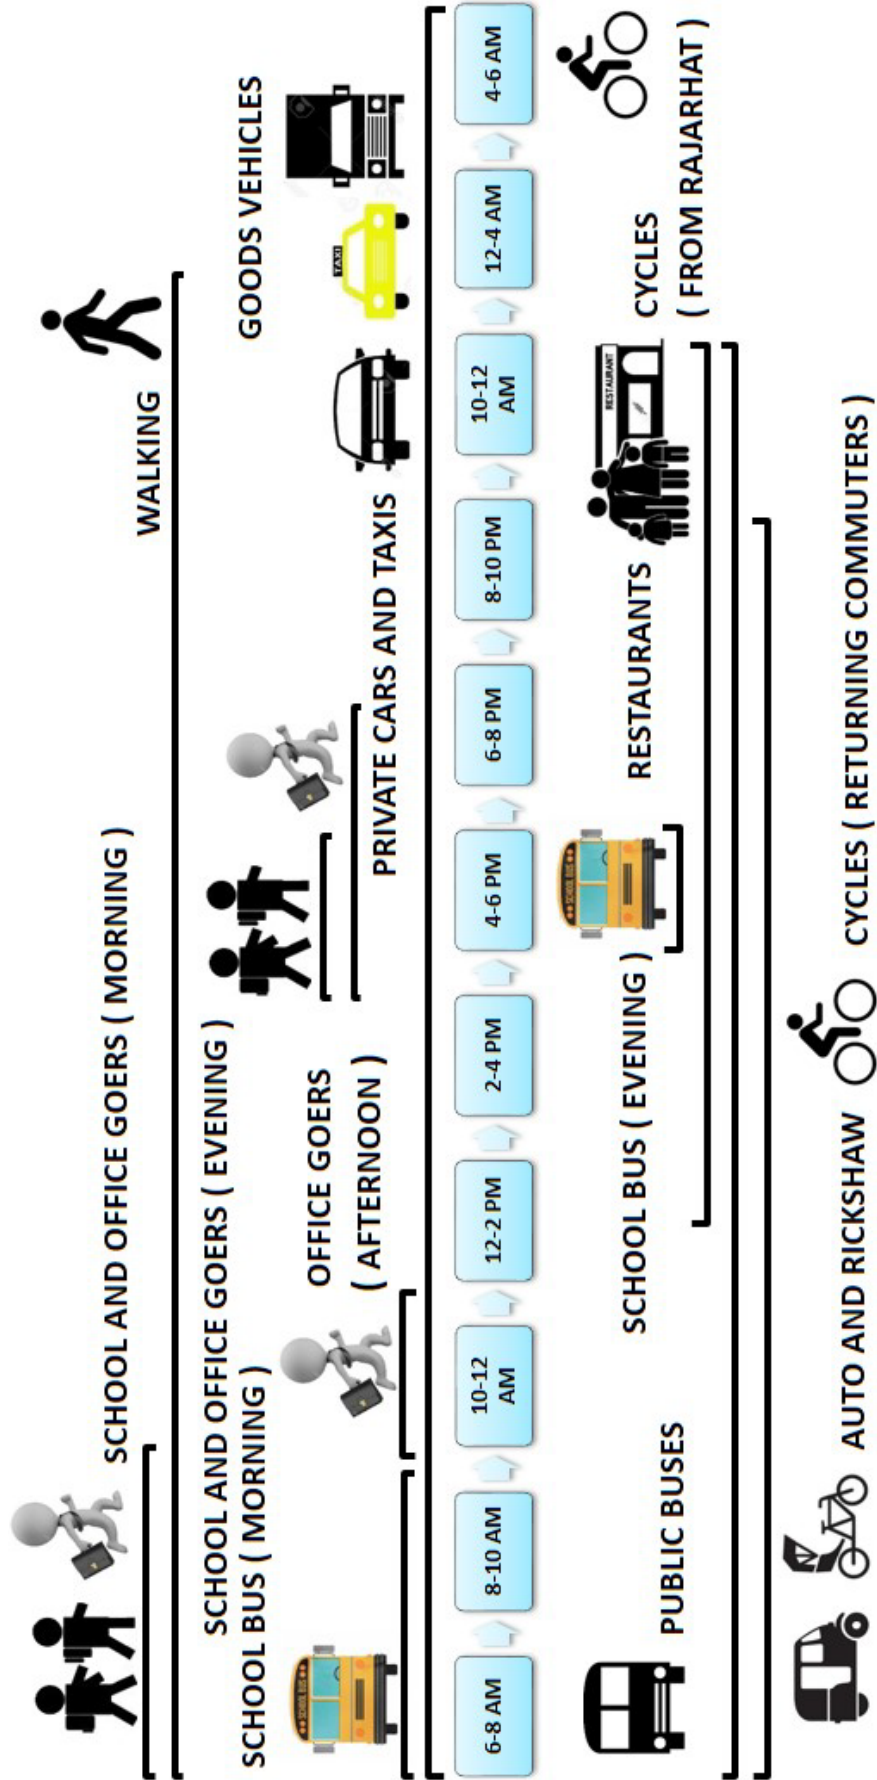 SCHOOL AND OFFICE GOERS ( MORNING )
WALKING
SCHOOL AND OFFICE GOERS ( EVENING )
SCHOOL BUS ( MORNING )
GOODS VEHICLES
OFFICE GOERS
( AFTERNOON )
PRIVATE CARS AND TAXIS
SCHOOL BUS
TAXI
6-8 AM
8-10 AM
10-12
AM
12-2 PM
2-4 PM
4-6 PM
6-8 PM
8-10 PM
10-12
AM
12-4 AM
4-6 AM
SCHOOL BUS
RESTAURANT
PUBLIC BUSES
SCHOOL BUS ( EVENING )
RESTAURANTS
CYCLES
( FROM RAJARHAT )
AUTO AND RICKSHAW
CYCLES ( RETURNING COMMUTERS )